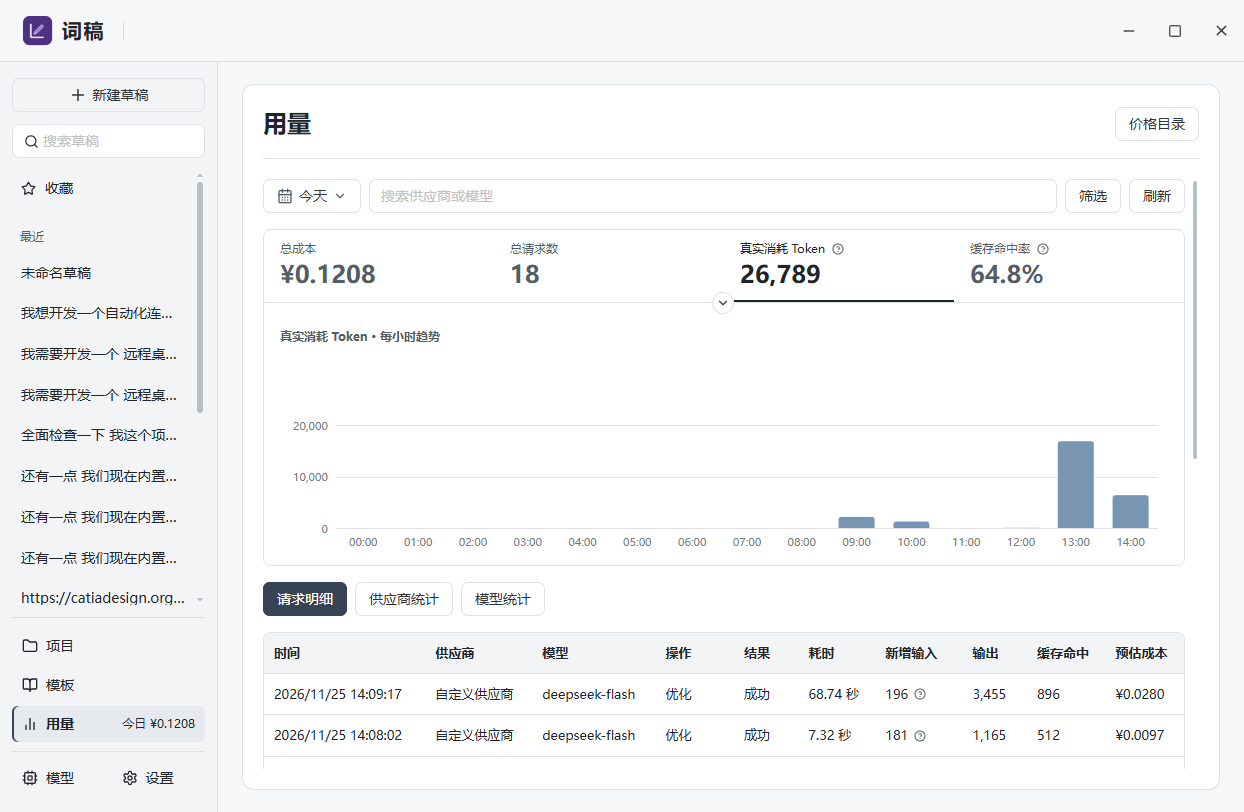 词稿
新建草稿
搜索草稿
收藏
最近
未命名草稿
我想开发一个自动化连...
我需要开发一个 远程桌...
我需要开发一个 远程桌...
全面检查一下 我这个项...
还有一点 我们现在内置...
还有一点 我们现在内置...
还有一点 我们现在内置...
https://catiadesign.org...
项目
模板
用量 今日 ¥0.1208
模型 设置
用量 价格目录
今天 搜索供应商或模型 筛选 刷新
总成本 总请求数 真实消耗 Token 缓存命中率
¥0.1208 18 26,789 64.8%
真实消耗 Token • 每小时趋势
20,000
10,000
0
00:00 01:00 02:00 03:00 04:00 05:00 06:00 07:00 08:00 09:00 10:00 11:00 12:00 13:00 14:00
请求明细 供应商统计 模型统计
时间 供应商 模型 操作 结果 耗时 新增输入 输出 缓存命中 预估成本
2026/11/25 14:09:17 自定义供应商 deepseek-flash 优化 成功 68.74 秒 196 3,455 896 ¥0.0280
2026/11/25 14:08:02 自定义供应商 deepseek-flash 优化 成功 7.32 秒 181 1,165 512 ¥0.0097